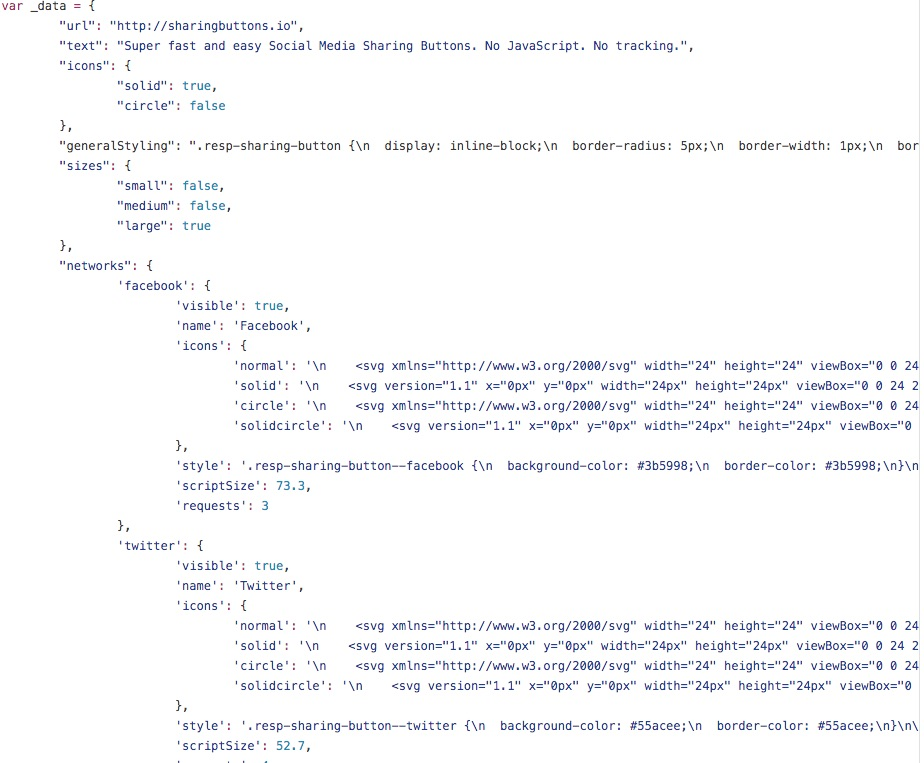 var _data = {
"url": "http://sharingbuttons.io",
"text": "Super fast and easy Social Media Sharing Buttons. No JavaScript. No tracking.",
"icons": {
"solid": true,
"circle": false
},
"generalStyling": ".resp-sharing-button {\n  display: inline-block;\n  border-radius: 5px;\n  border-width: 1px;\n  bor
"sizes": {
"small": false,
"medium": false,
"large": true
},
"networks": {
'facebook': {
'visible': true,
'name': 'Facebook',
'icons': {
'normal': '\n    <svg xmlns="http://www.w3.org/2000/svg" width="24" height="24" viewBox="0 0 24
'solid': '\n    <svg version="1.1" x="0px" y="0px" width="24px" height="24px" viewBox="0 0 24 2
'circle': '\n    <svg xmlns="http://www.w3.org/2000/svg" width="24" height="24" viewBox="0 0 24
'solidcircle': '\n    <svg version="1.1" x="0px" y="0px" width="24px" height="24px" viewBox="0
},
'style': '.resp-sharing-button--facebook {\n  background-color: #3b5998;\n  border-color: #3b5998;\n}\n
'scriptSize': 73.3,
'requests': 3
},
'twitter': {
'visible': true,
'name': 'Twitter',
'icons': {
'normal': '\n    <svg xmlns="http://www.w3.org/2000/svg" width="24" height="24" viewBox="0 0 24
'solid': '\n    <svg version="1.1" x="0px" y="0px" width="24px" height="24px" viewBox="0 0 24 2
'circle': '\n    <svg xmlns="http://www.w3.org/2000/svg" width="24" height="24" viewBox="0 0 24
'solidcircle': '\n    <svg version="1.1" x="0px" y="0px" width="24px" height="24px" viewBox="0
},
'style': '.resp-sharing-button--twitter {\n  background-color: #55acee;\n  border-color: #55acee;\n}\n\
'scriptSize': 52.7,